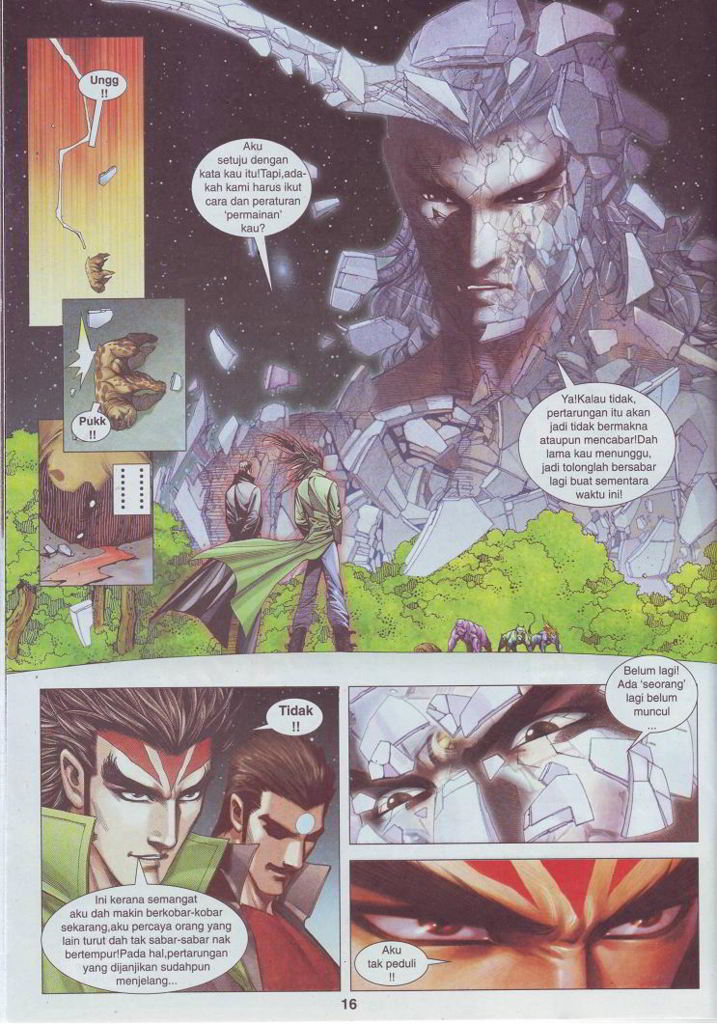 Ungg
!!
Aku
setuju dengan
kata kau itu!Tapi,ada-
kah kami harus ikut
cara dan peraturan
'permainan'
kau?
Pukk
!!
Ya!Kalau tidak,
pertarungan itu akan
jadi tidak bermakna
ataupun mencabar!Dah
lama kau menunggu,
jadi tolonglah bersabar
lagi buat sementara
waktu ini!
Tidak
!!
Ini kerana semangat
aku dah makin berkobar-kobar
sekarang,aku percaya orang yang
lain turut dah tak sabar-sabar nak
bertempur!Pada hal,pertarungan
yang dijanjikan sudahpun
menjelang...
Belum lagi!
Ada 'seorang'
lagi belum
muncul
...
Aku
tak peduli
!!
16